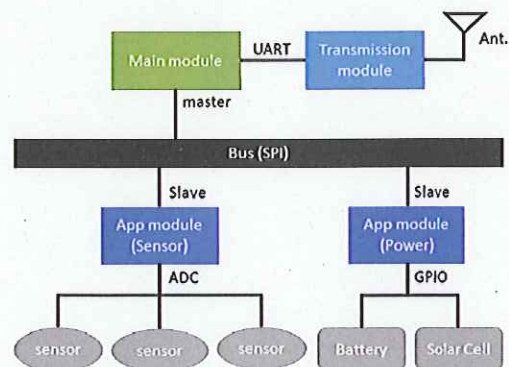 Main module
UART
Transmission
module
Ant.
master
Bus (SPI)
Slave
Slave
App module
(Sensor)
App module
(Power)
ADC
GPIO
sensor
sensor
sensor
Battery
Solar Cell